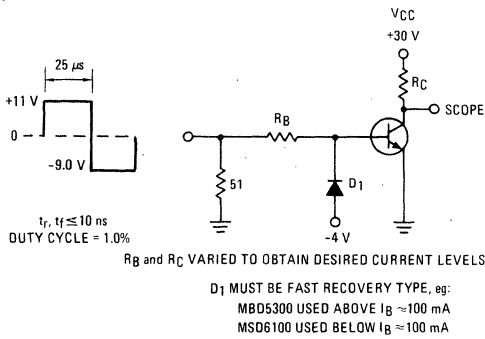 VCC
+30 V
25 µs
RC
+11 V
SCOPE
RB
0
-9.0 V
51
D1
-4 V
tr, tf ≤ 10 ns
DUTY CYCLE = 1.0%
RB and RC VARIED TO OBTAIN DESIRED CURRENT LEVELS
D1 MUST BE FAST RECOVERY TYPE, eg:
MBD5300 USED ABOVE IB ≈ 100 mA
MSD6100 USED BELOW IB ≈ 100 mA